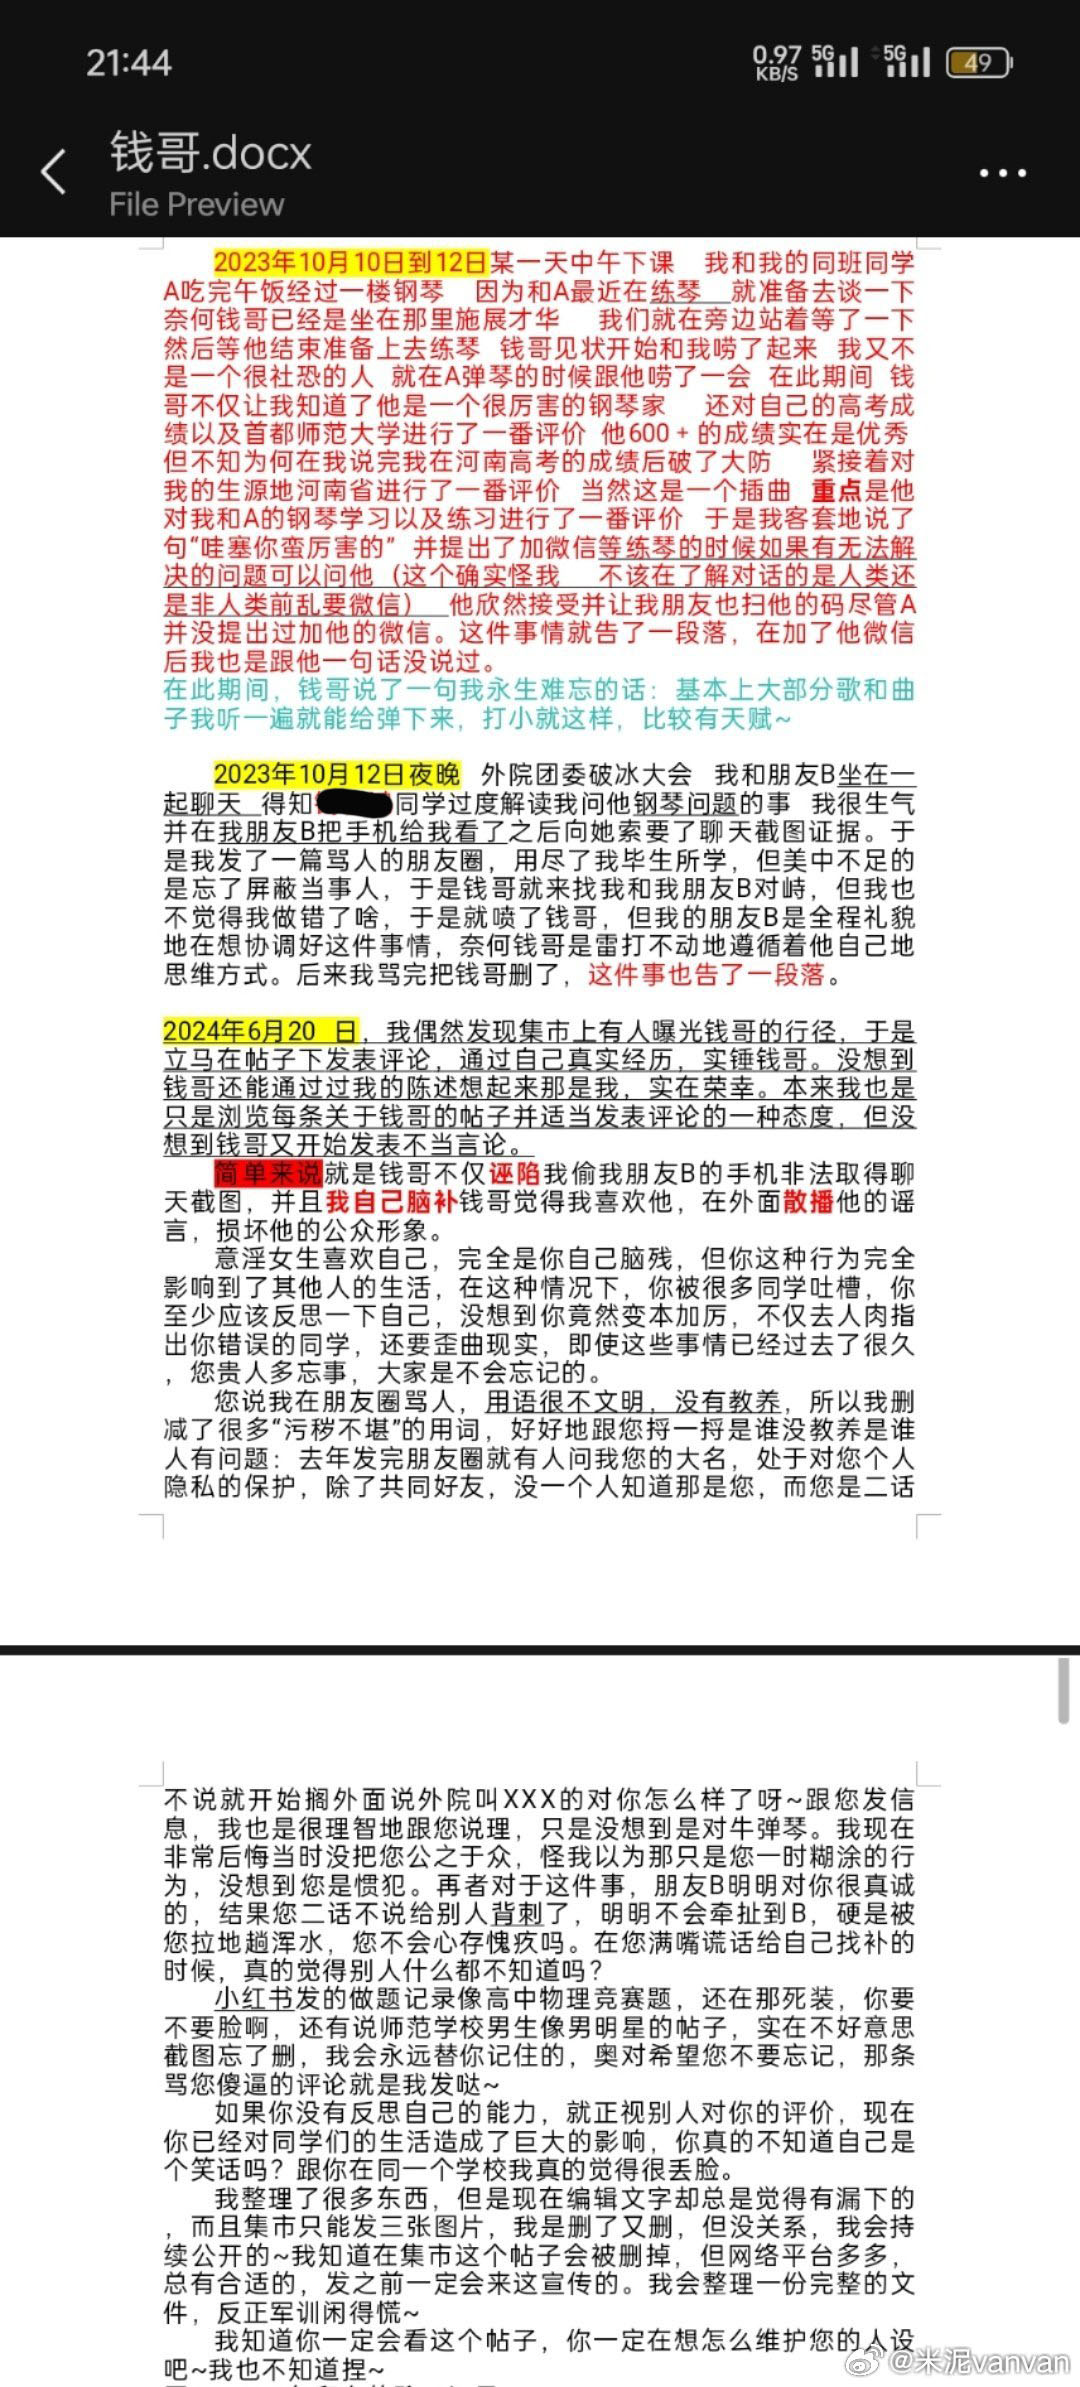 21:44
0.97 KB/S 5G 5G 49
钱哥.docx
File Preview
2023年10月10日到12日某一天中午下课 我和我的同班同学
A吃完午饭经过一楼钢琴 因为和A最近在练琴 就准备去谈一下
奈何钱哥已经是坐在那里施展才华 我们就在旁边站着等了一下
然后等他结束准备上去练琴 钱哥见状开始和我唠了起来 我又不
是一个很社恐的人 就在A弹琴的时候跟他唠了一会 在此期间 钱
哥不仅让我知道了他是一个很厉害的钢琴家 还对自己的高考成
绩以及首都师范大学进行了一番评价 他600+的成绩实在是优秀
但不知为何在我说完我在河南高考的成绩后破了大防 紧接着对
我的生源地河南省进行了一番评价 当然这是一个插曲 重点是他
对我和A的钢琴学习以及练习进行了一番评价 于是我客套地说了
句“哇塞你蛮厉害的” 并提出了加微信等练琴的时候如果有无法解
决的问题可以问他（这个确实怪我 不该在了解对话的是人类还
是非人类前乱要微信） 他欣然接受并让我朋友也扫他的码尽管A
并没提出过加他的微信。这件事情就告了一段落，在加了他微信
后我也是跟他一句话没说过。
在此期间，钱哥说了一句我永生难忘的话：基本上大部分歌和曲
子我听一遍就能给弹下来，打小就这样，比较有天赋~
2023年10月12日夜晚 外院团委破冰大会 我和朋友B坐在一
起聊天 得知同学过度解读我问他钢琴问题的事 我很生气
并在我朋友B把手机给我看了之后向她索要了聊天截图证据。于
是我发了一篇骂人的朋友圈，用尽了我毕生所学，但美中不足的
是忘了屏蔽当事人，于是钱哥就来找我和我朋友B对峙，但我也
不觉得我做错了啥，于是就喷了钱哥，但我的朋友B是全程礼貌
地在想协调好这件事情，奈何钱哥是雷打不动地遵循着他自己地
思维方式。后来我骂完把钱哥删了，这件事也告了一段落。
2024年6月20 日，我偶然发现集市上有人曝光钱哥的行径，于是
立马在帖子下发表评论，通过自己真实经历，实锤钱哥。没想到
钱哥还能通过过我的陈述想起来那是我，实在荣幸。本来我也是
只是浏览每条关于钱哥的帖子并适当发表评论的一种态度，但没
想到钱哥又开始发表不当言论。
简单来说就是钱哥不仅诬陷我偷我朋友B的手机非法取得聊
天截图，并且我自己脑补钱哥觉得我喜欢他，在外面散播他的谣
言，损坏他的公众形象。
意淫女生喜欢自己，完全是你自己脑残，但你这种行为完全
影响到了其他人的生活，在这种情况下，你被很多同学吐槽，你
至少应该反思一下自己，没想到你竟然变本加厉，不仅去人肉指
出你错误的同学，还要歪曲现实，即使这些事情已经过去了很久
，您贵人多忘事，大家是不会忘记的。
您说我在朋友圈骂人，用语很不文明，没有教养，所以我删
减了很多“污秽不堪”的用词，好好地跟您捋一捋是谁没教养是谁
人有问题：去年发完朋友圈就有人问我您的大名，处于对您个人
隐私的保护，除了共同好友，没一个人知道那是您，而您是二话
不说就开始搁外面说外院叫XXX的对你怎么样了呀~跟您发信
息，我也是很理智地跟您说理，只是没想到是对牛弹琴。我现在
非常后悔当时没把您公之于众，怪我以为那只是您一时糊涂的行
为，没想到您是惯犯。再者对于这件事，朋友B明明对你很真诚
的，结果您二话不说给别人背刺了，明明不会牵扯到B，硬是被
您拉地趟浑水，您不会心存愧疚吗。在您满嘴谎话给自己找补的
时候，真的觉得别人什么都不知道吗？
小红书发的做题记录像高中物理竞赛题，还在那死装，你要
不要脸啊，还有说师范学校男生像男明星的帖子，实在不好意思
截图忘了删，我会永远替你记住的，奥对希望您不要忘记，那条
骂您傻逼的评论就是我发哒~
如果你没有反思自己的能力，就正视别人对你的评价，现在
你已经对同学们的生活造成了巨大的影响，你真的不知道自己是
个笑话吗？跟你在同一个学校我真的觉得很丢脸。
我整理了很多东西，但是现在编辑文字却总是觉得有漏下的
，而且集市只能发三张图片，我是删了又删，但没关系，我会持
续公开的~我知道在集市这个帖子会被删掉，但网络平台多多，
总有合适的，发之前一定会来这宣传的。我会整理一份完整的文
件，反正军训闲得慌~
我知道你一定会看这个帖子，你一定在想怎么维护您的人设
吧~我也不知道捏~
@米泥vanvan